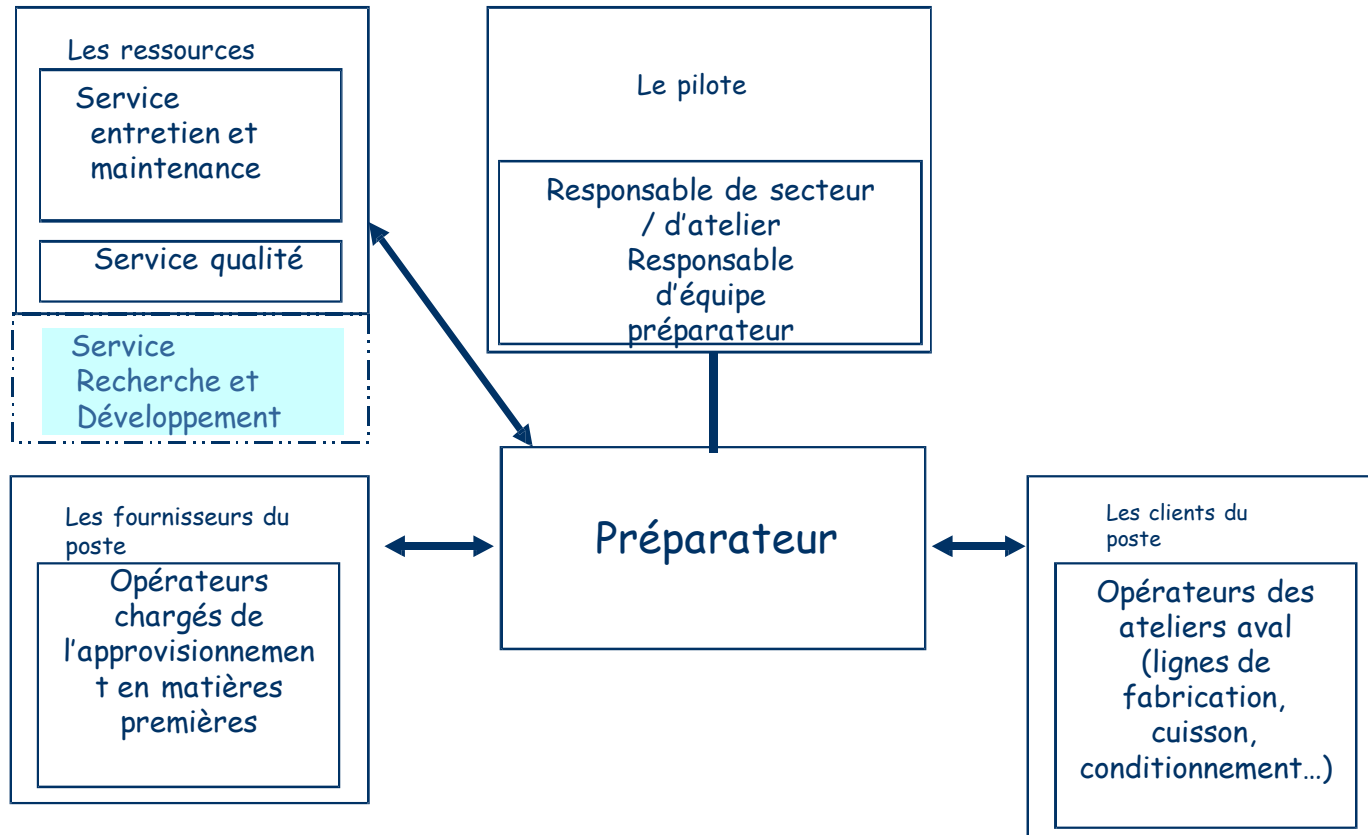 Les ressources
Service
entretien et
maintenance
Service qualité
Service
Recherche et
Développement
Le pilote
Responsable de secteur
/ d'atelier
Responsable
d'équipe
préparateur
Préparateur
Les fournisseurs du
poste
Opérateurs
chargés de
l'approvisionnemen
t en matières
premières
Les clients du
poste
Opérateurs des
ateliers aval
(lignes de
fabrication,
cuisson,
conditionnement…)